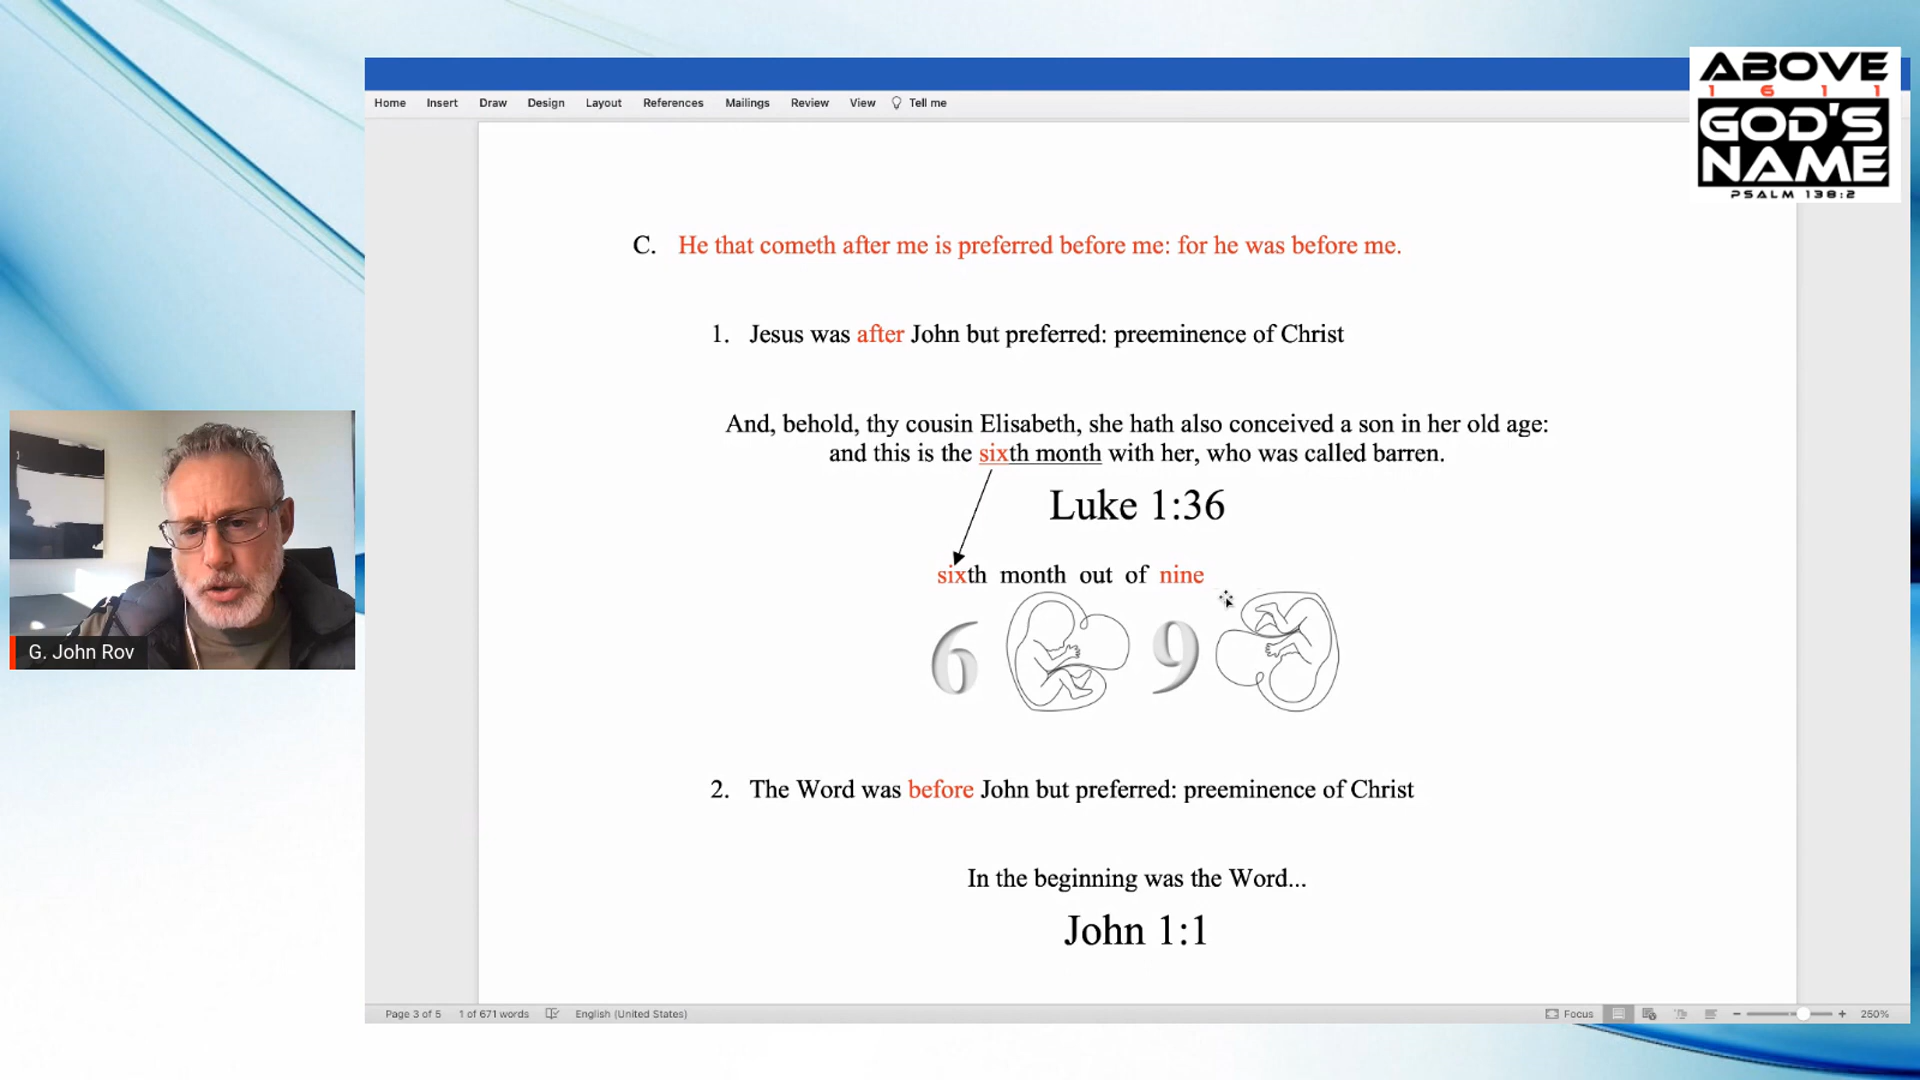 ABOVE
1611
GOD'S
NAME
PSALM 138:2
Home Insert Draw Design Layout References Mailings Review View Tell me
C. He that cometh after me is preferred before me: for he was before me.
1. Jesus was after John but preferred: preeminence of Christ
And, behold, thy cousin Elisabeth, she hath also conceived a son in her old age:
and this is the sixth month with her, who was called barren.
Luke 1:36
sixth month out of nine
6 9
G. John Rov
2. The Word was before John but preferred: preeminence of Christ
In the beginning was the Word...
John 1:1
Page 3 of 5 1 of 671 words English (United States) Focus 250%